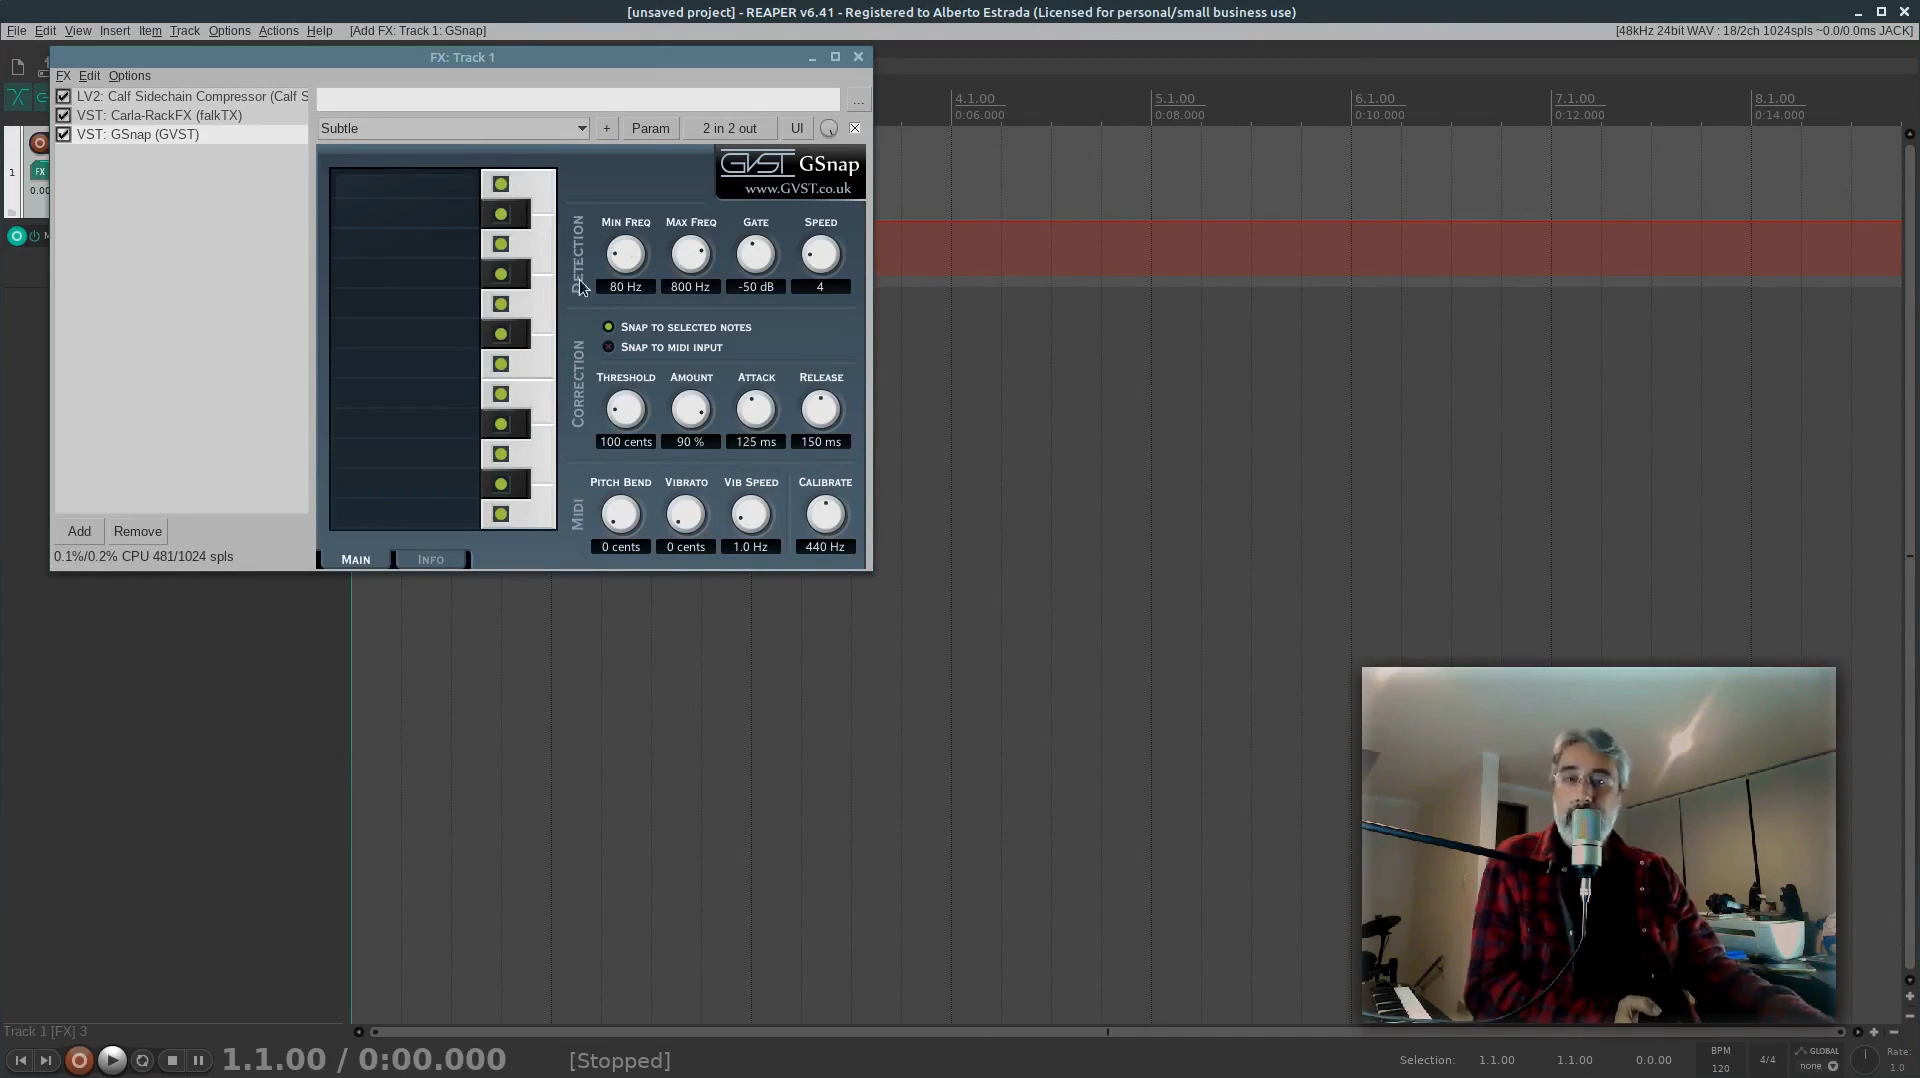 [unsaved project] - REAPER v6.41 - Registered to Alberto Estrada (Licensed for personal/small business use)
File Edit View Insert Item Track Options Actions Help [Add FX: Track 1: GSnap]
[48kHz 24bit WAV : 18/2ch 1024spls ~0.0/0.0ms JACK]
FX: Track 1
FX Edit Options
LV2: Calf Sidechain Compressor (Calf S
VST: Carla-RackFX (falkTX)
VST: GSnap (GVST)
...
Subtle
+
Param
2 in 2 out
UI
GVST GSnap
www.GVST.co.uk
DETECTION
MIN FREQ MAX FREQ GATE SPEED
80 Hz 800 Hz -50 dB 4
SNAP TO SELECTED NOTES
SNAP TO MIDI INPUT
CORRECTION
THRESHOLD AMOUNT ATTACK RELEASE
100 cents 90 % 125 ms 150 ms
MIDI
PITCH BEND VIBRATO VIB SPEED CALIBRATE
0 cents 0 cents 1.0 Hz 440 Hz
MAIN INFO
Add Remove
0.1%/0.2% CPU 481/1024 spls
4.1.00 5.1.00 6.1.00 7.1.00 8.1.00
0:06.000 0:08.000 0:10.000 0:12.000 0:14.000
1
FX
0.00
M
Track 1 [FX] 3
1.1.00 / 0:00.000
[Stopped]
Selection: 1.1.00 1.1.00 0.0.00
BPM
120
4/4
GLOBAL
none
Rate:
1.0